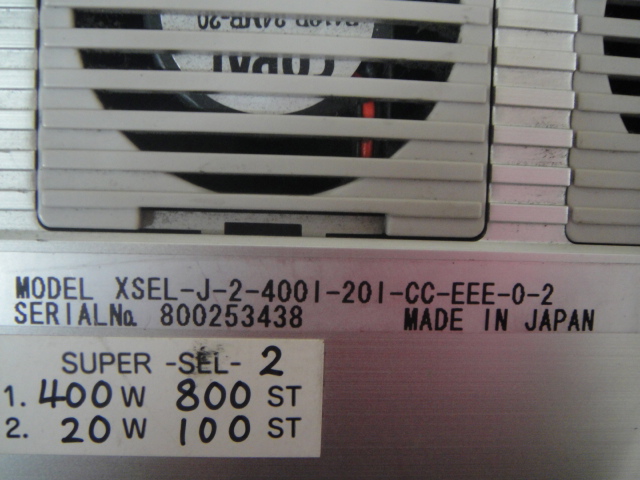 COPAL
MODEL XSEL-J-2-400I-20I-CC-EEE-0-2
SERIAL№ 800253438 MADE IN JAPAN
SUPER -SEL- 2
1. 400 W 800 ST
2. 20 W 100 ST